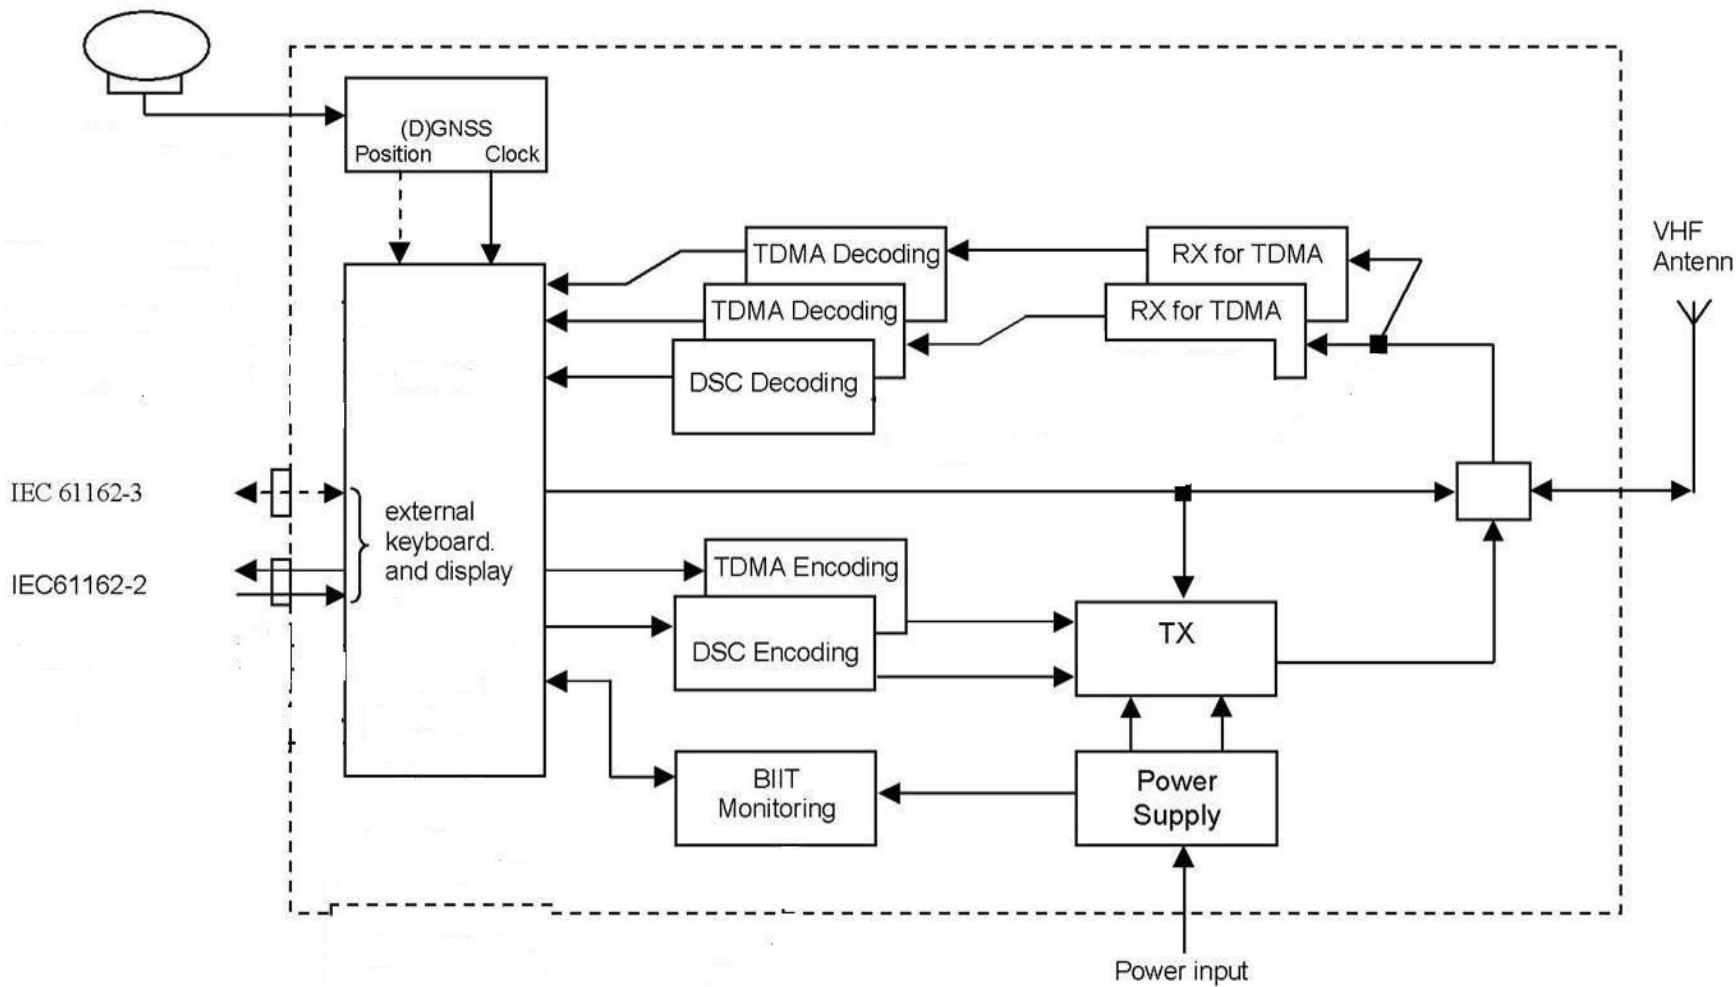 (D)GNSS
Position Clock
TDMA Decoding
RX for TDMA
VHF
Antenn
TDMA Decoding
RX for TDMA
DSC Decoding
IEC 61162-3
external
keyboard.
and display
IEC61162-2
TDMA Encoding
DSC Encoding
TX
BIIT
Monitoring
Power
Supply
Power input